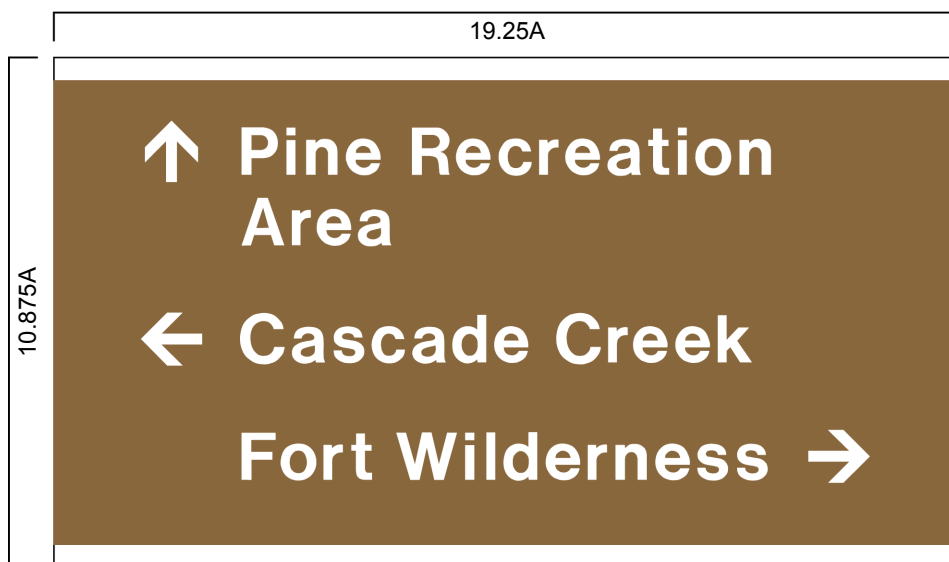 19.25A
10.875A
↑ Pine Recreation
Area
← Cascade Creek
Fort Wilderness →